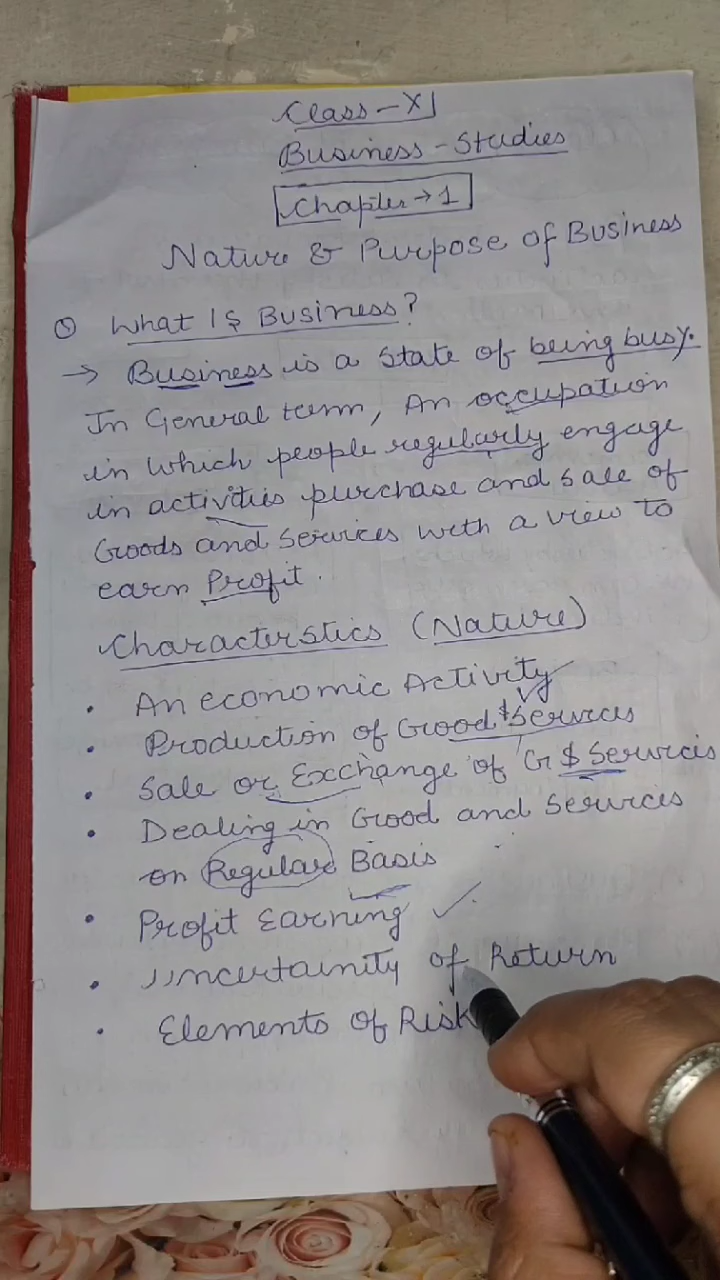 Class - XI
Business - Studies
Chapter → 1
Nature & Purpose of Business
What Is Business?
→ Business is a State of being busy.
In General term, An occupation
in which people regularly engage
in activities purchase and sale of
Goods and Services with a view to
earn Profit.
Characterstics (Nature)
• An economic Activity
• Production of Good & Services
• Sale or Exchange of G & Services
• Dealing in Good and Services
on Regular Basis
• Profit Earning ✓
• Uncertainity of Return
• Elements of Risk